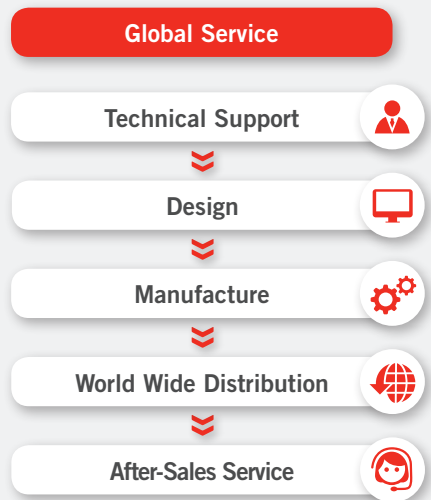 Global Service
Technical Support
Design
Manufacture
World Wide Distribution
After-Sales Service